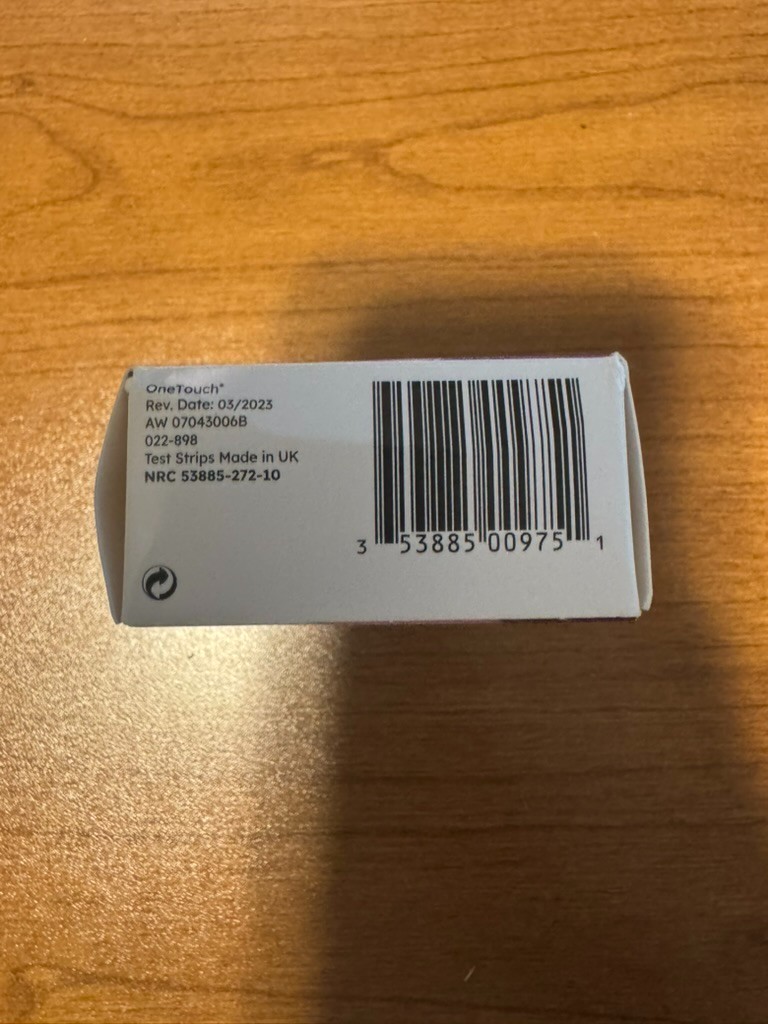 OneTouch®
Rev. Date: 03/2023
AW 07043006B
022-898
Test Strips Made in UK
NRC 53885-272-10
3 53885 00975 1